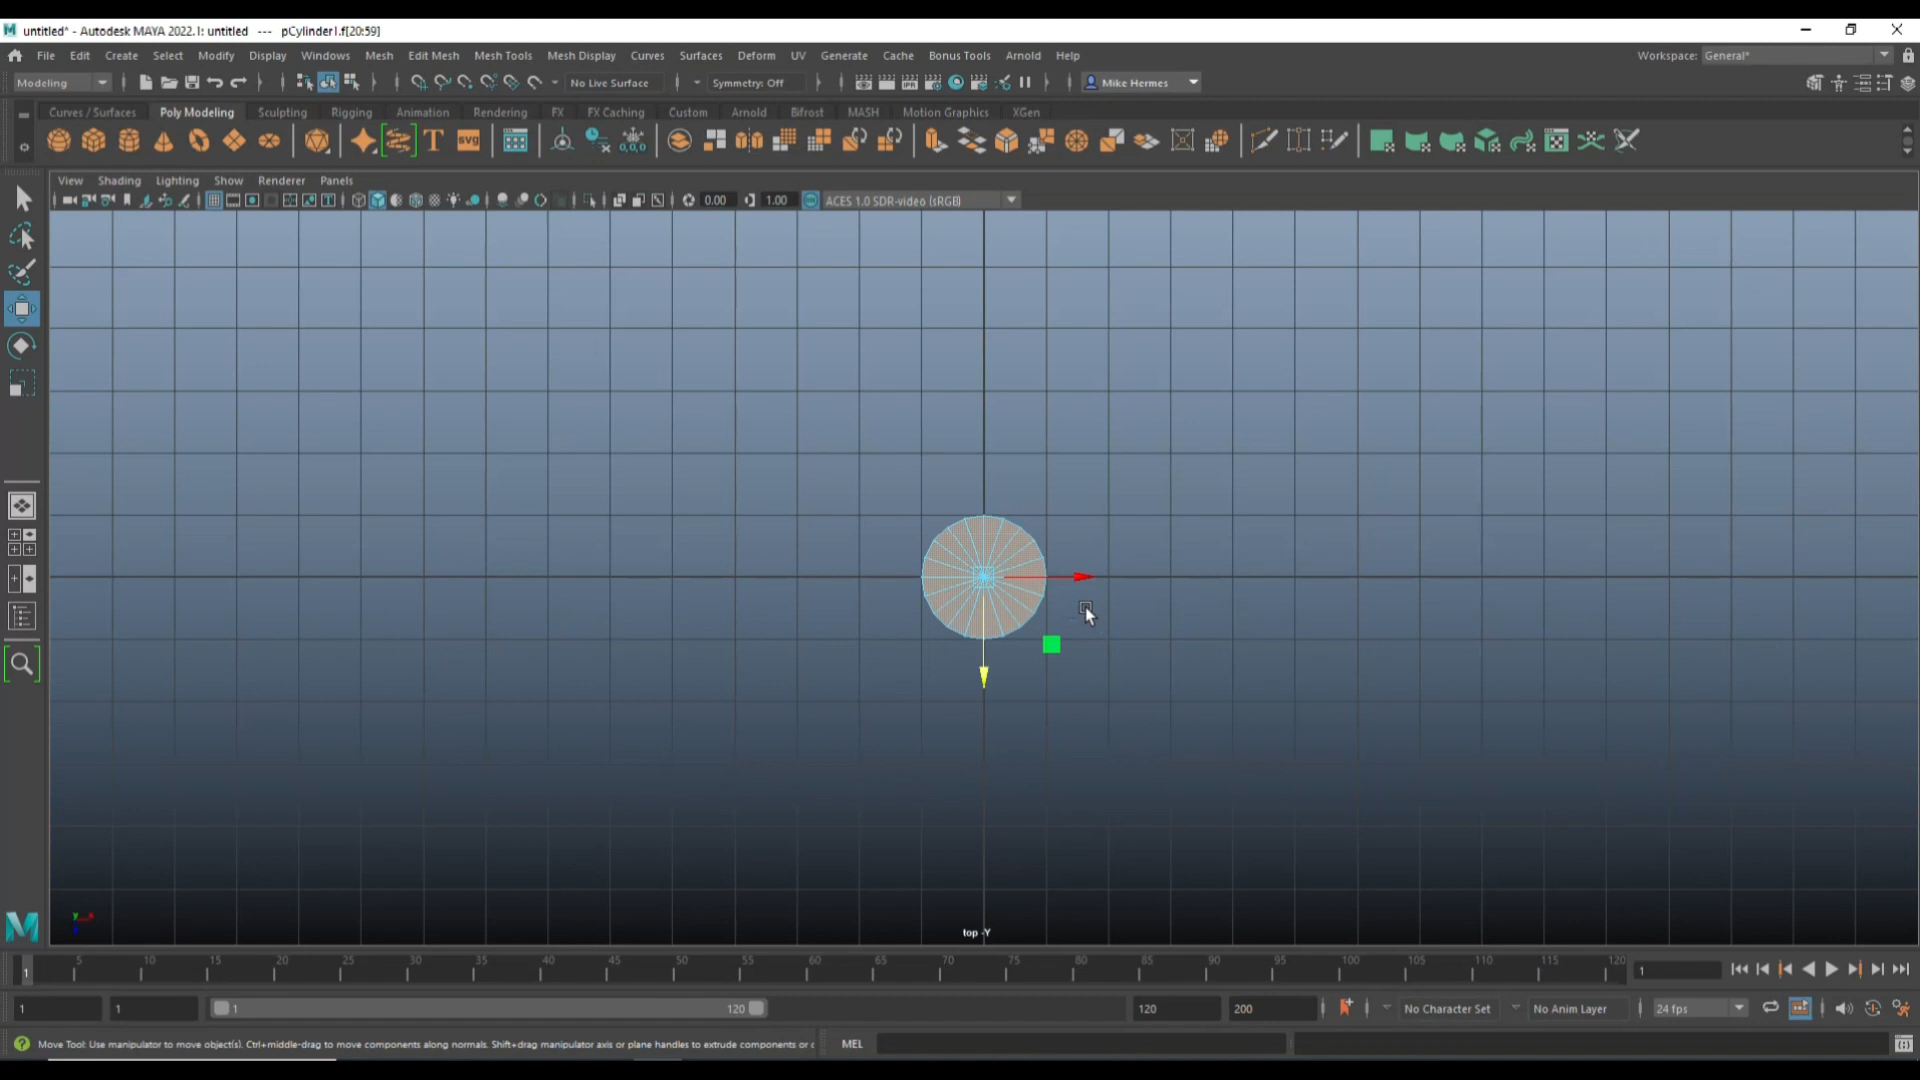 untitled* - Autodesk MAYA 2022.1: untitled --- pCylinder1.f[20:59]
File Edit Create Select Modify Display Windows Mesh Edit Mesh Mesh Tools Mesh Display Curves Surfaces Deform UV Generate Cache Bonus Tools Arnold Help Workspace: General*
Modeling No Live Surface Symmetry: Off Mike Hermes
Curves / Surfaces Poly Modeling Sculpting Rigging Animation Rendering FX FX Caching Custom Arnold Bifrost MASH Motion Graphics XGen
T SVG 0,0,0
View Shading Lighting Show Renderer Panels
0.00 1.00 ACES 1.0 SDR-video (sRGB)
y x
top -Y
1 5 10 15 20 25 30 35 40 45 50 55 60 65 70 75 80 85 90 95 100 105 110 115 120 1
1 1 1 120 120 200 No Character Set No Anim Layer 24 fps
Move Tool: Use manipulator to move object(s). Ctrl+middle-drag to move components along normals. Shift+drag manipulator axis or plane handles to extrude components or c MEL